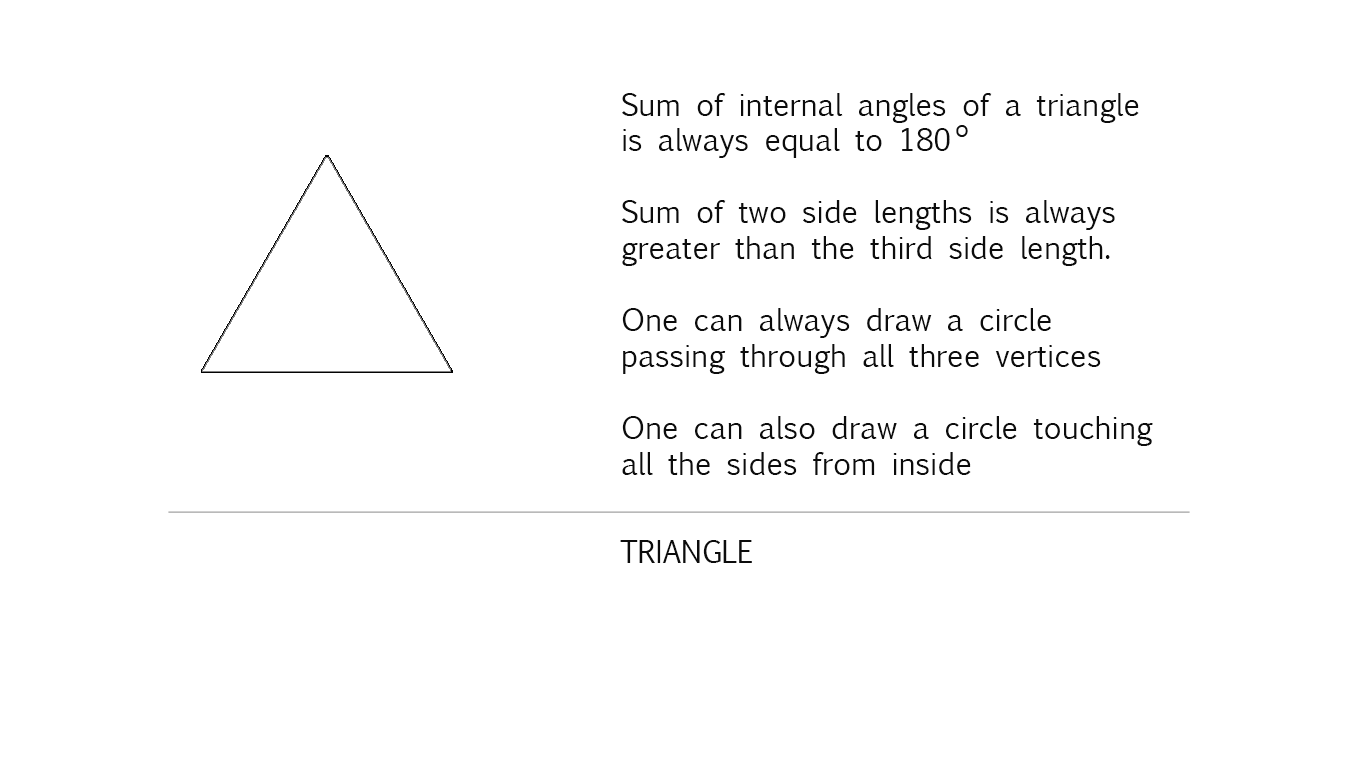 Sum of internal angles of a triangle
is always equal to 180°
Sum of two side lengths is always
greater than the third side length.
One can always draw a circle
passing through all three vertices
One can also draw a circle touching
all the sides from inside
TRIANGLE